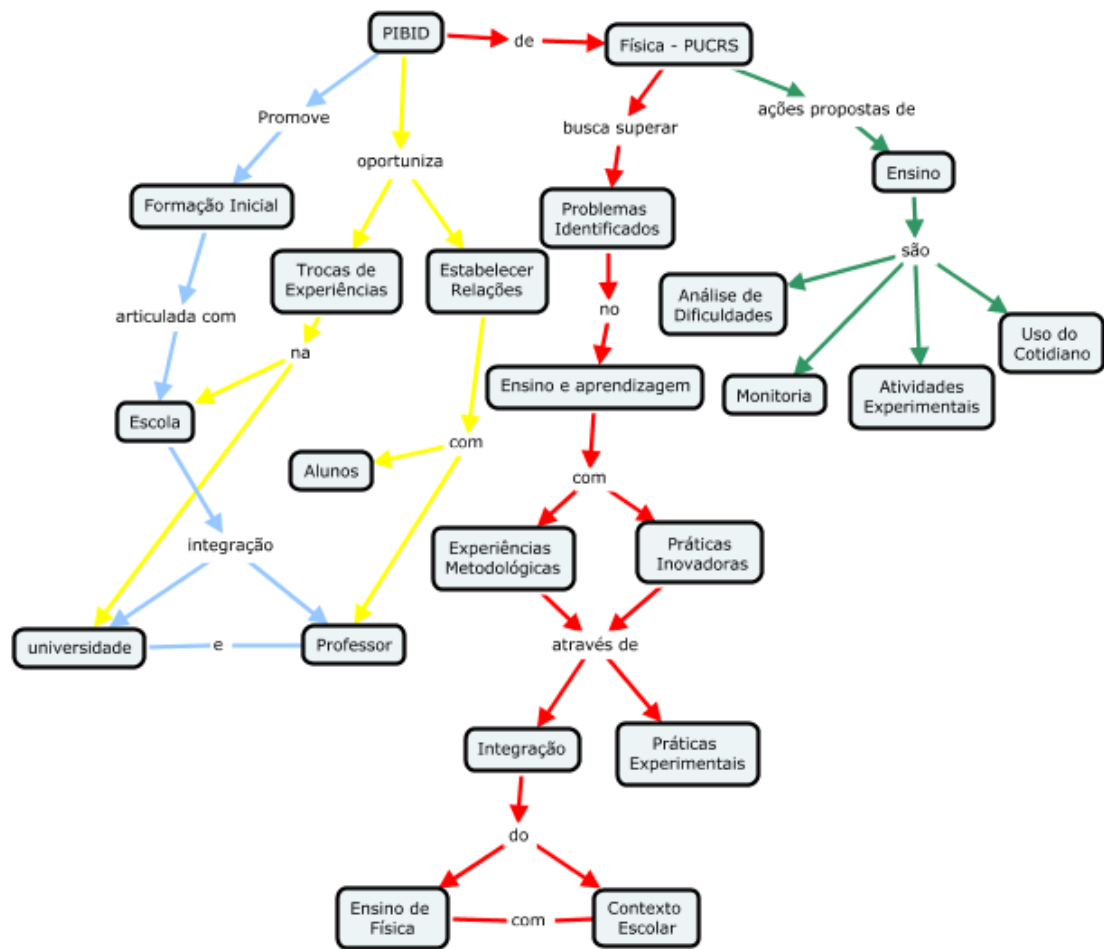 PIBID
de
Física - PUCRS
Promove
busca superar
ações propostas de
oportuniza
Ensino
Formação Inicial
Problemas
Identificados
são
Trocas de
Experiências
Estabelecer
Relações
Análise de
Dificuldades
articulada com
no
Uso do
Cotidiano
na
Ensino e aprendizagem
Monitoria
Atividades
Experimentais
Escola
com
Alunos
com
integração
Experiências
Metodológicas
Práticas
Inovadoras
universidade
e
Professor
através de
Integração
Práticas
Experimentais
do
Ensino de
Física
com
Contexto
Escolar